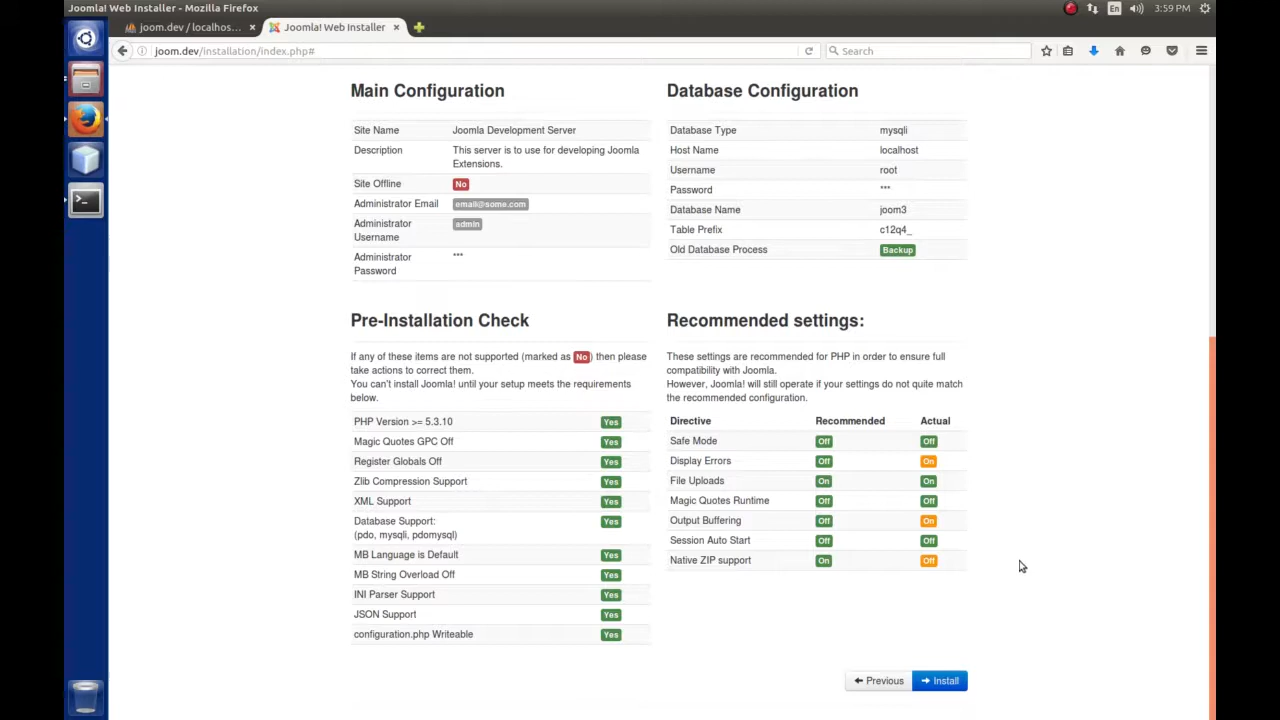 Joomla! Web Installer - Mozilla Firefox
En
3:59 PM
joom.dev / localhos...
Joomla! Web Installer
joom.dev/installation/index.php#
Search
Main Configuration
Site Name Joomla Development Server
Description This server is to use for developing Joomla
Extensions.
Site Offline No
Administrator Email email@some.com
Administrator
Username
admin
Administrator
Password
***
Database Configuration
Database Type mysqli
Host Name localhost
Username root
Password ***
Database Name joom3
Table Prefix c12q4_
Old Database Process Backup
Pre-Installation Check
If any of these items are not supported (marked as No) then please
take actions to correct them.
You can't install Joomla! until your setup meets the requirements
below.
PHP Version >= 5.3.10 Yes
Magic Quotes GPC Off Yes
Register Globals Off Yes
Zlib Compression Support Yes
XML Support Yes
Database Support: Yes
(pdo, mysqli, pdomysql)
MB Language is Default Yes
MB String Overload Off Yes
INI Parser Support Yes
JSON Support Yes
configuration.php Writeable Yes
Recommended settings:
These settings are recommended for PHP in order to ensure full
compatibility with Joomla.
However, Joomla! will still operate if your settings do not quite match
the recommended configuration.
Directive Recommended Actual
Safe Mode Off Off
Display Errors Off On
File Uploads On On
Magic Quotes Runtime Off Off
Output Buffering Off On
Session Auto Start Off Off
Native ZIP support On Off
Previous
Install